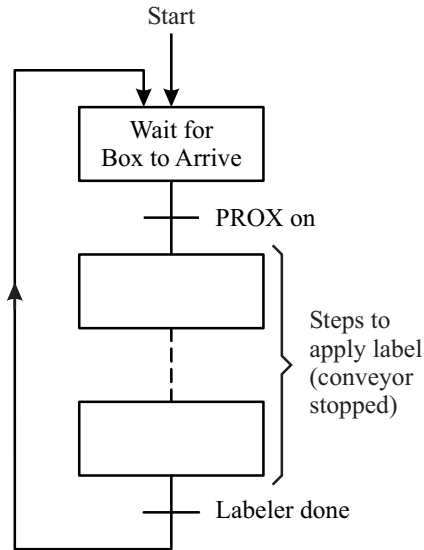 Start
Wait for
Box to Arrive
PROX on
Steps to
apply label
(conveyor
stopped)
Labeler done